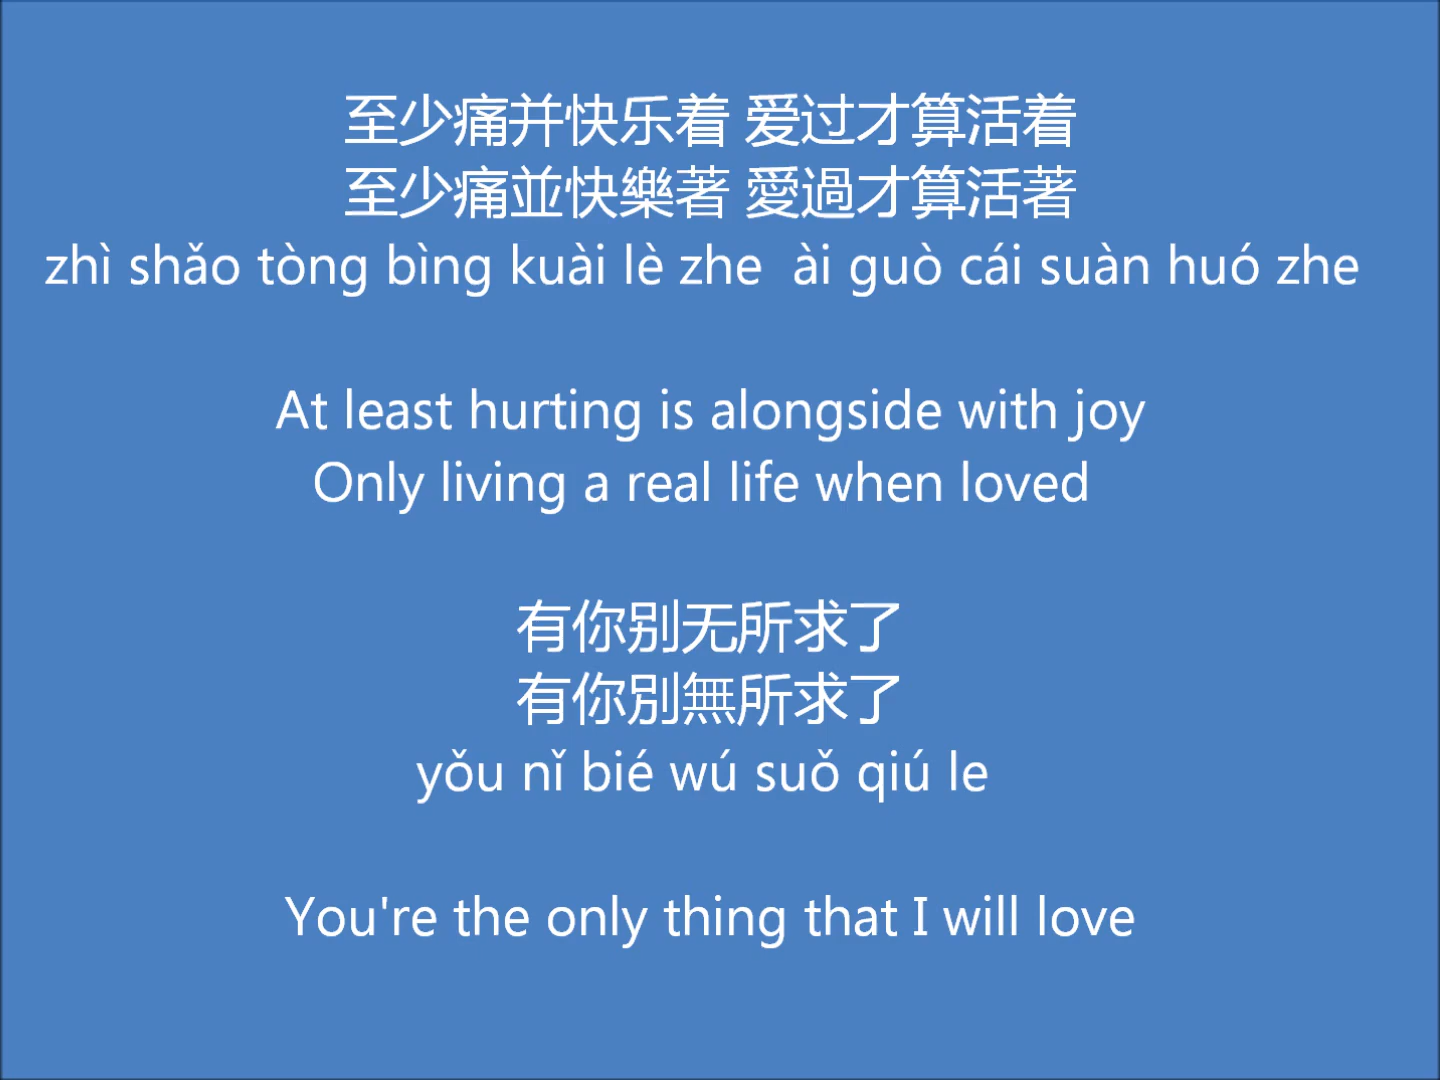 至少痛并快乐着 爱过才算活着
至少痛並快樂著 愛過才算活著
zhì shǎo tòng bìng kuài lè zhe  ài guò cái suàn huó zhe
At least hurting is alongside with joy
Only living a real life when loved
有你别无所求了
有你別無所求了
yǒu nǐ bié wú suǒ qiú le
You're the only thing that I will love